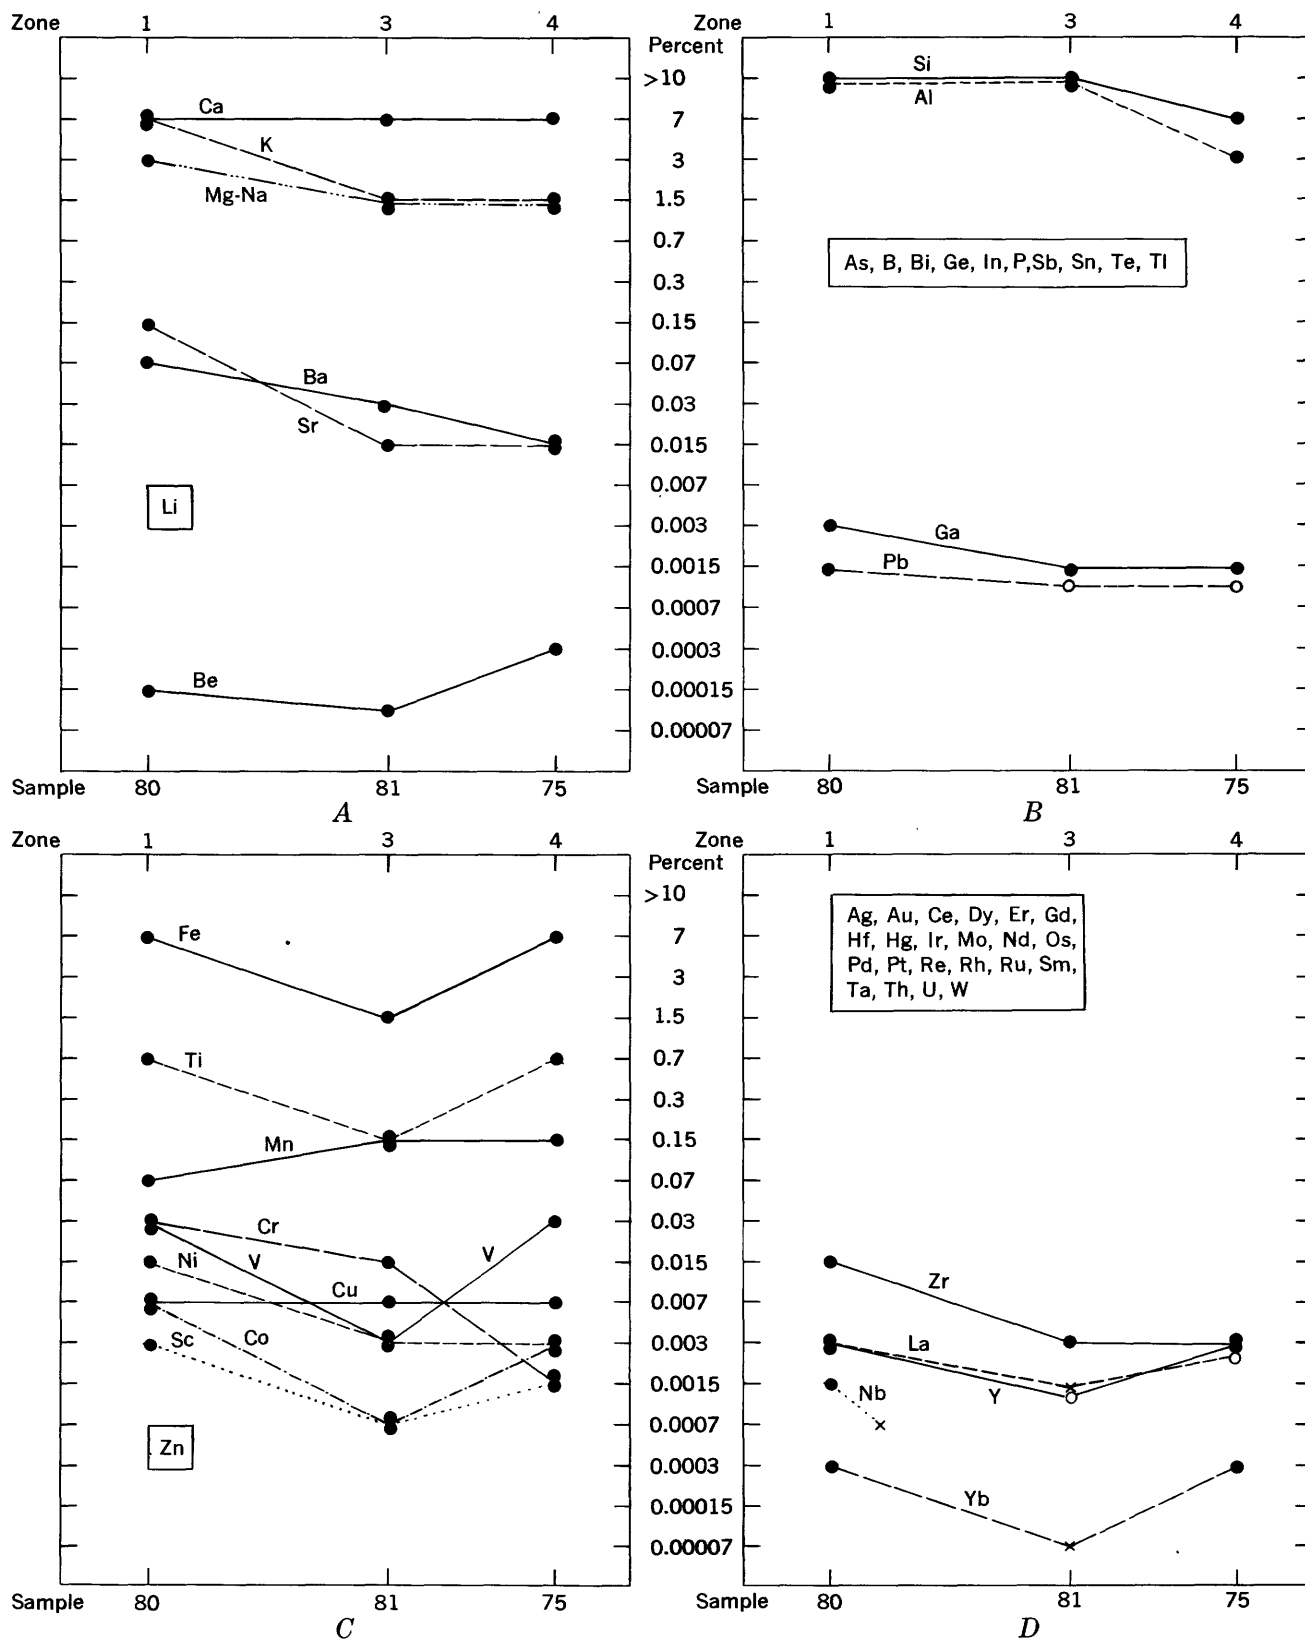 Zone 1 3 4
Percent
>10
7
3
1.5
0.7
0.3
0.15
0.07
0.03
0.015
0.007
0.003
0.0015
0.0007
0.0003
0.00015
0.00007
Ca
K
Mg-Na
Ba
Sr
Li
Be
Sample 80 81 75
A
Zone 1 3 4
Si
Al
As, B, Bi, Ge, In, P,Sb, Sn, Te, Tl
Ga
Pb
Sample 80 81 75
B
Zone 1 3 4
Percent
>10
7
3
1.5
0.7
0.3
0.15
0.07
0.03
0.015
0.007
0.003
0.0015
0.0007
0.0003
0.00015
0.00007
Fe
Ti
Mn
Cr
V
V
Ni
Cu
Sc
Co
Zn
Sample 80 81 75
C
Zone 1 3 4
Ag, Au, Ce, Dy, Er, Gd,
Hf, Hg, Ir, Mo, Nd, Os,
Pd, Pt, Re, Rh, Ru, Sm,
Ta, Th, U, W
Zr
La
Nb
Y
Yb
Sample 80 81 75
D